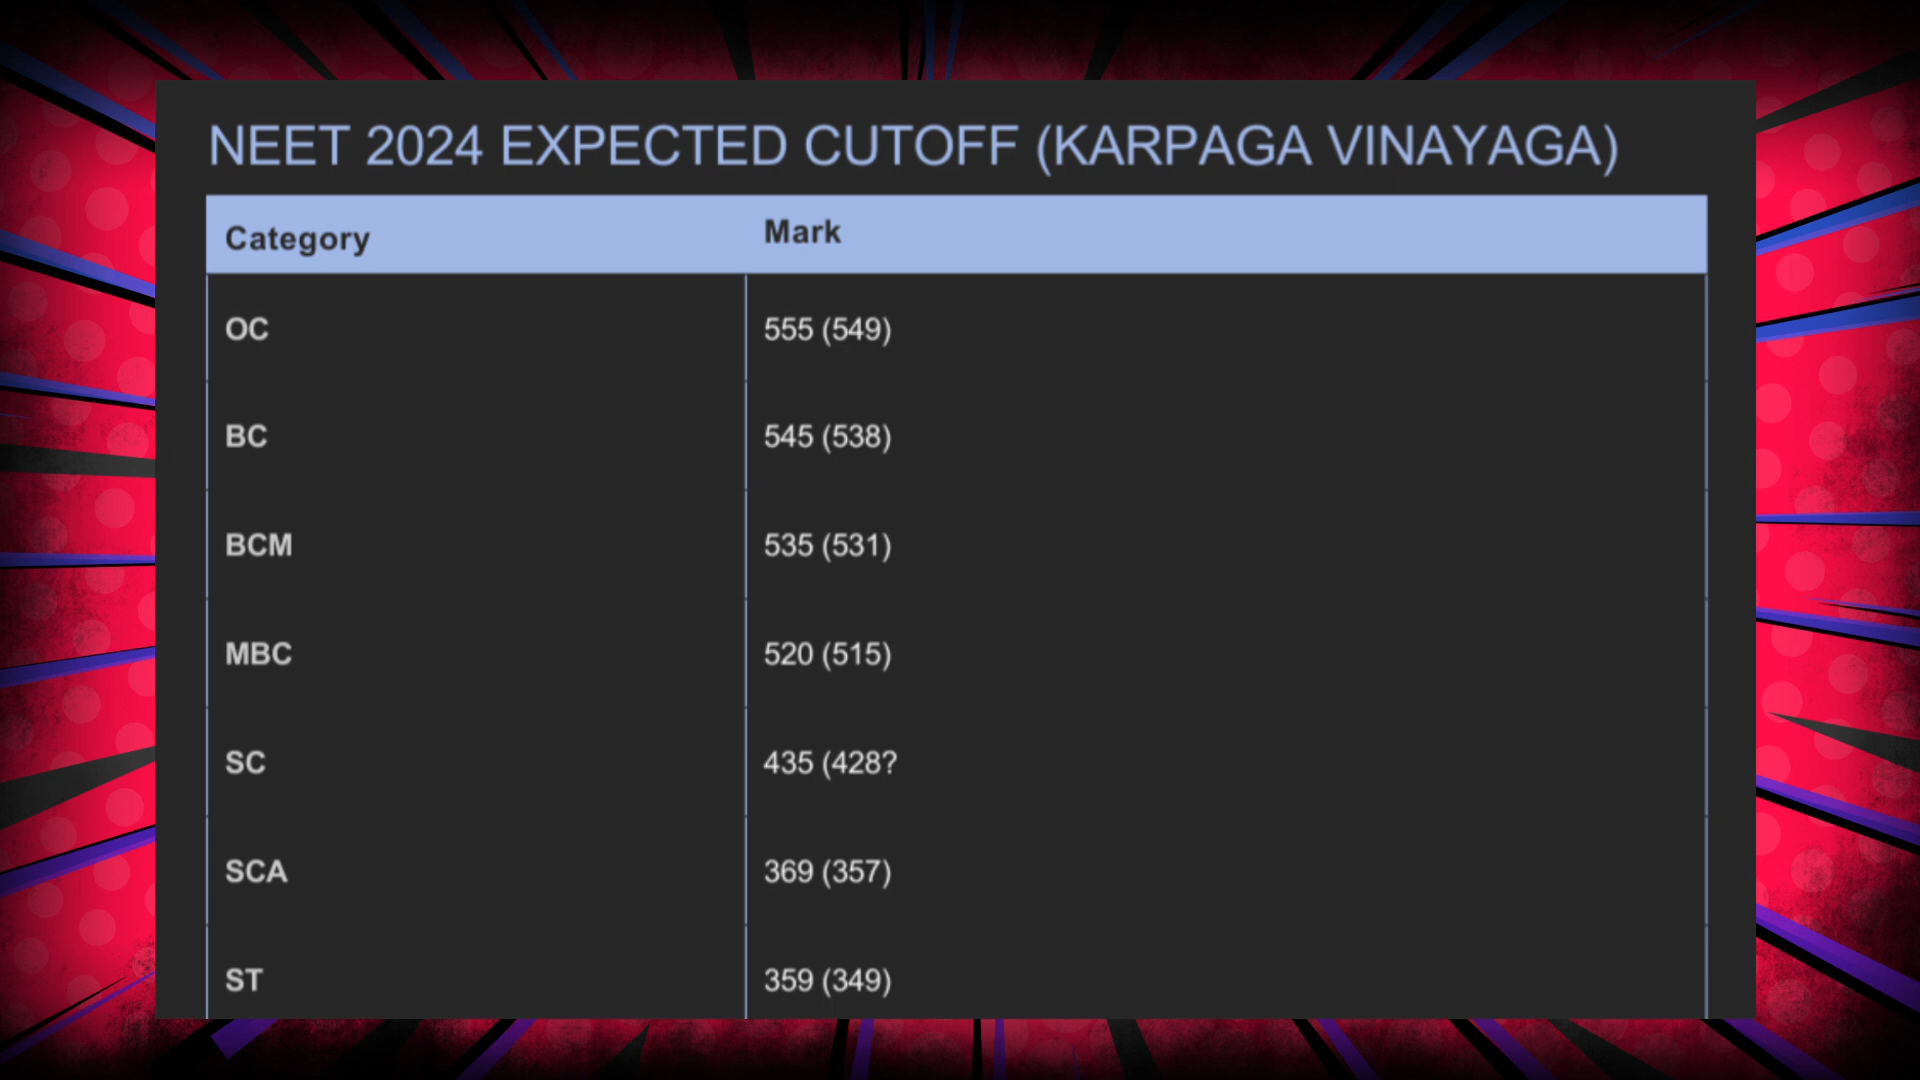 NEET 2024 EXPECTED CUTOFF (KARPAGA VINAYAGA)
Category Mark
OC 555 (549)
BC 545 (538)
BCM 535 (531)
MBC 520 (515)
SC 435 (428?
SCA 369 (357)
ST 359 (349)